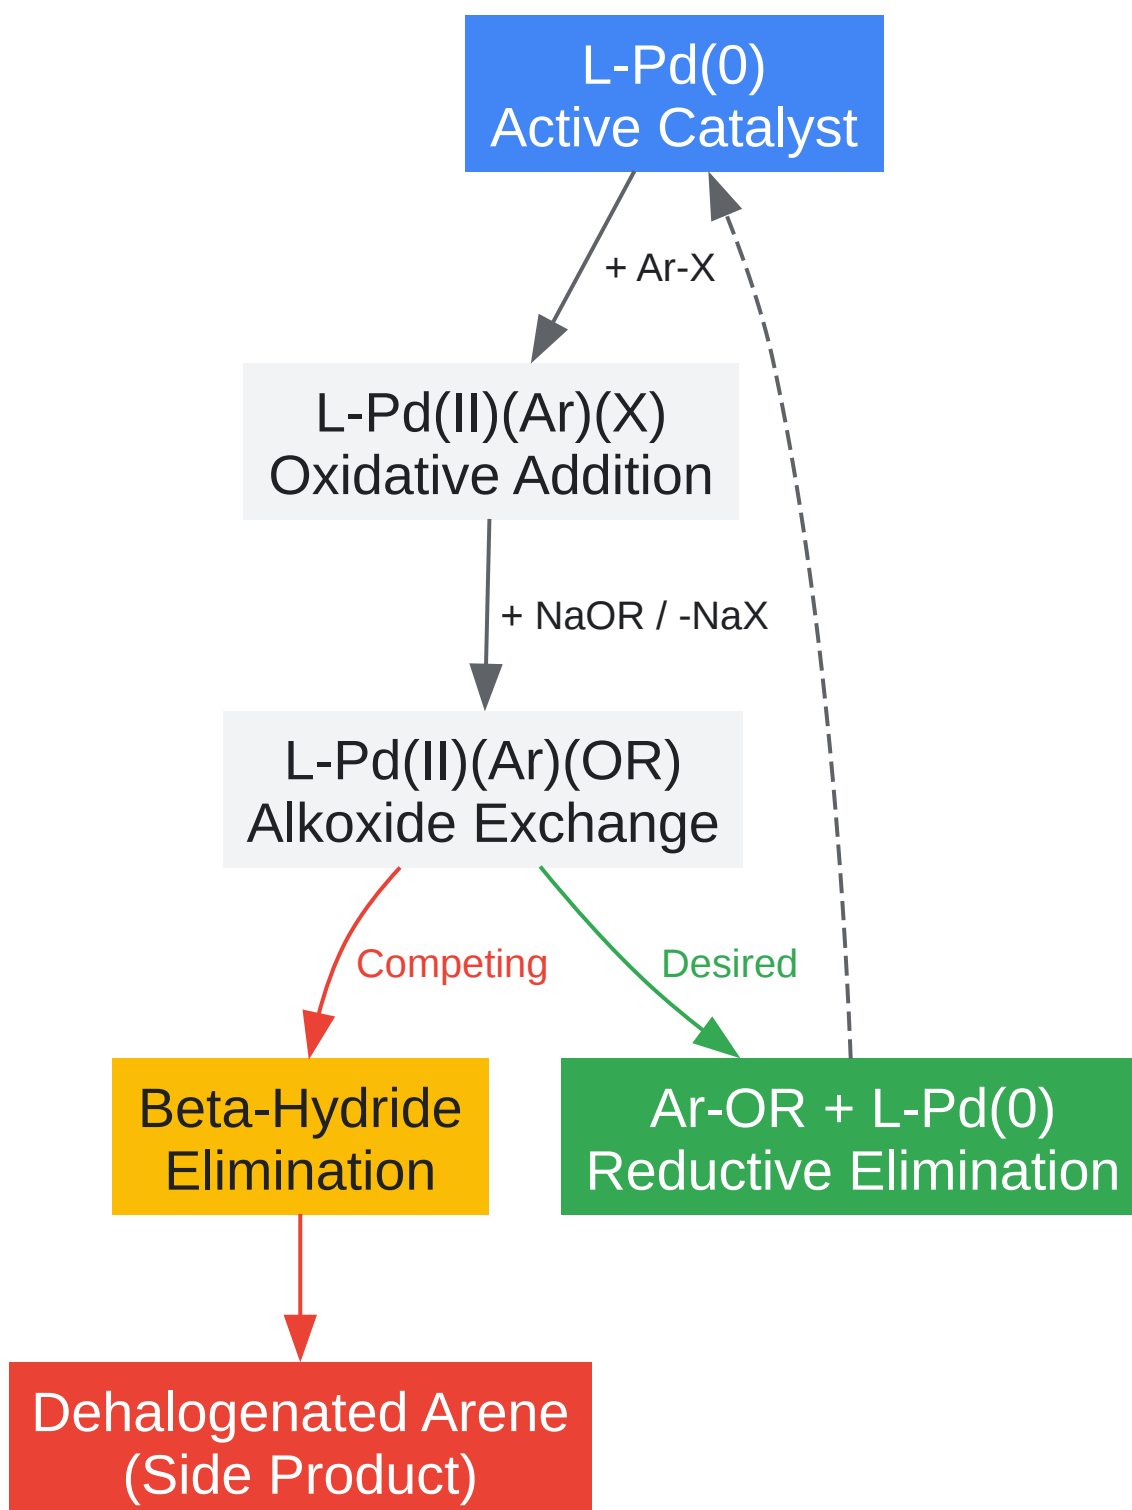 L-Pd(0)
Active Catalyst
+ Ar-X
L-Pd(II)(Ar)(X)
Oxidative Addition
+ NaOR / -NaX
L-Pd(II)(Ar)(OR)
Alkoxide Exchange
Competing
Desired
Beta-Hydride
Elimination
Ar-OR + L-Pd(0)
Reductive Elimination
Dehalogenated Arene
(Side Product)